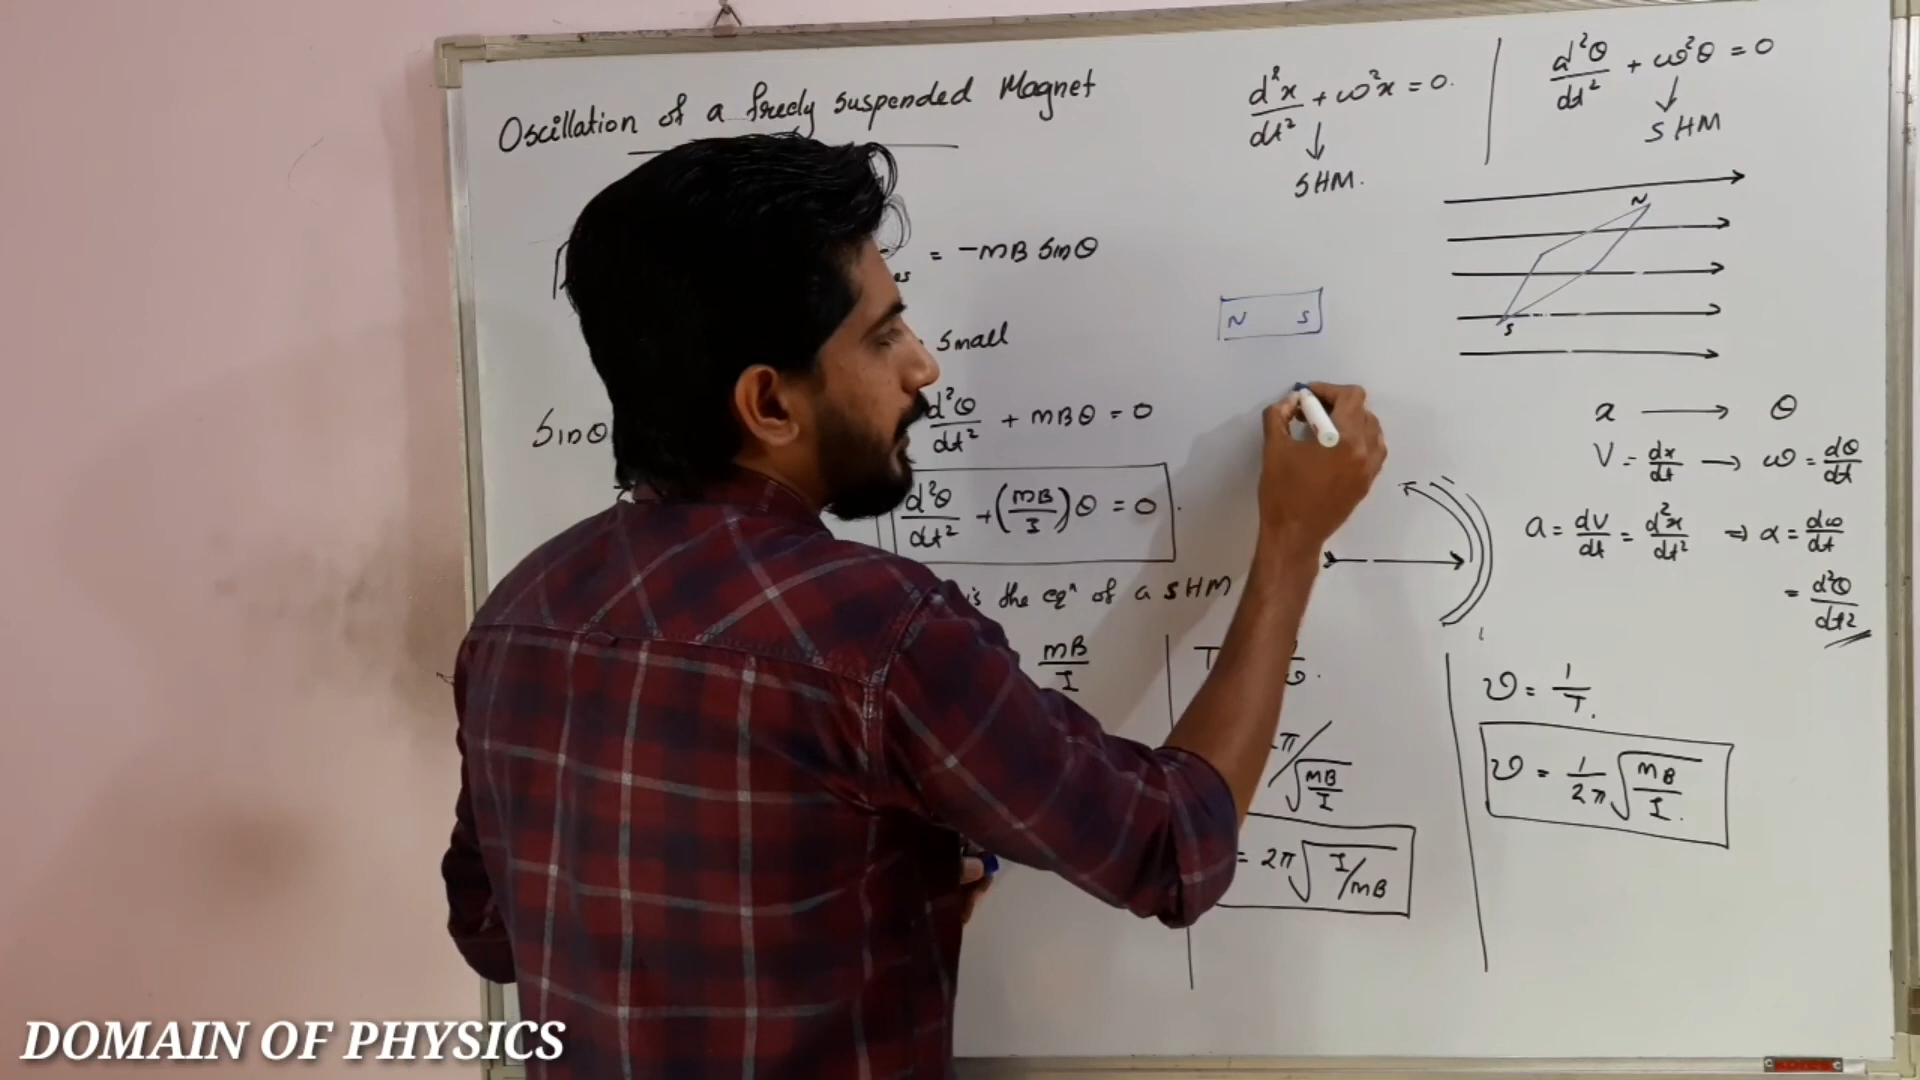 Oscillation of a freely suspended Magnet
= -mB Sinθ
Small
Sinθ
d²θ/dt² + mBθ = 0
d²θ/dt² + (mB/I)θ = 0.
is the eqⁿ of a SHM
mB/I
d²x/dt² + ω²x = 0.
↓
SHM.
d²θ/dt² + ω²θ = 0
↓
SHM
N S
N
S
x → θ
V = dx/dt → ω = dθ/dt
a = dv/dt = d²x/dt² ⇒ α = dω/dt
= d²θ/dt²
T
π/√(mB/I)
= 2π√(I/mB)
ν = 1/T.
ν = 1/2π √(mB/I).
DOMAIN OF PHYSICS